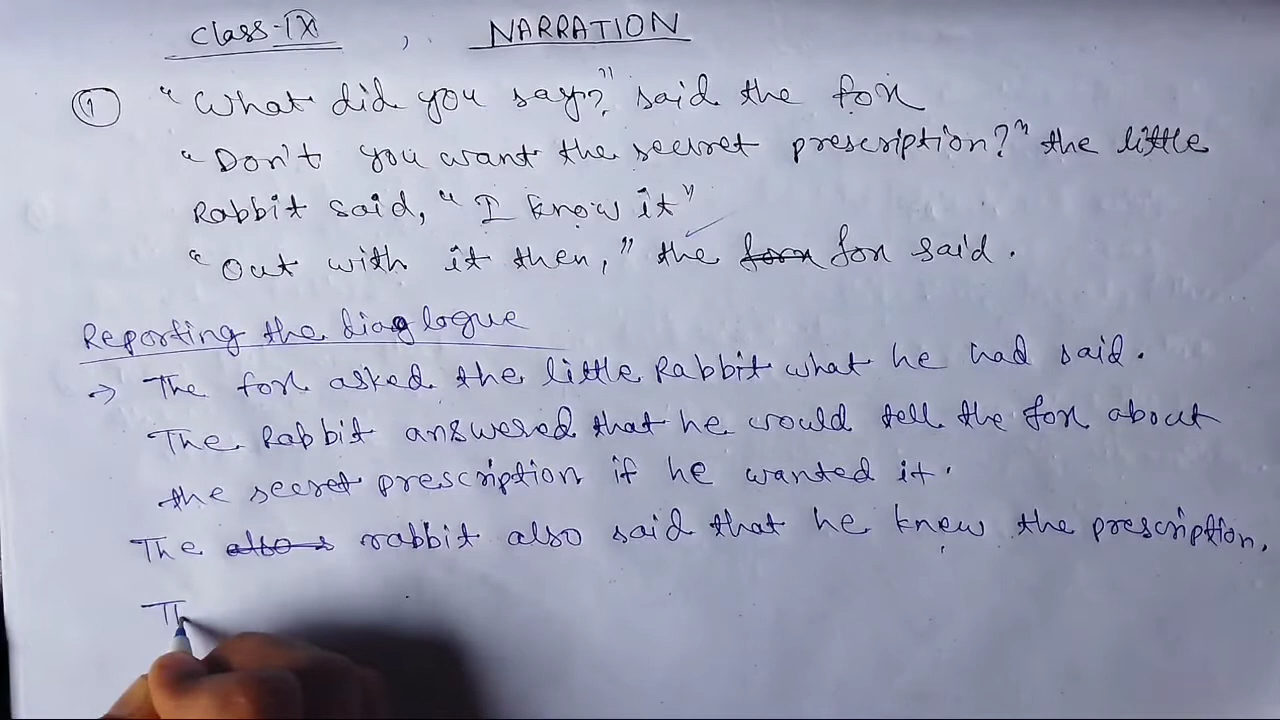 Class-IX, NARRATION
① "What did you say?" said the fox
"Don't you want the secret prescription?" the little
Rabbit said, "I know it"
"Out with it then," the fox said.
Reporting the dialogue
→ The fox asked the little Rabbit what he had said.
The Rabbit answered that he would tell the fox about
the secret prescription if he wanted it.
The rabbit also said that he knew the prescription.
Th